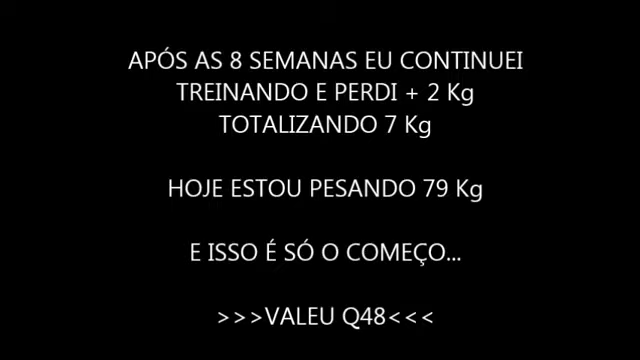 APÓS AS 8 SEMANAS EU CONTINUEI
TREINANDO E PERDI + 2 Kg
TOTALIZANDO 7 Kg
HOJE ESTOU PESANDO 79 Kg
E ISSO É SÓ O COMEÇO...
>>>VALEU Q48<<<